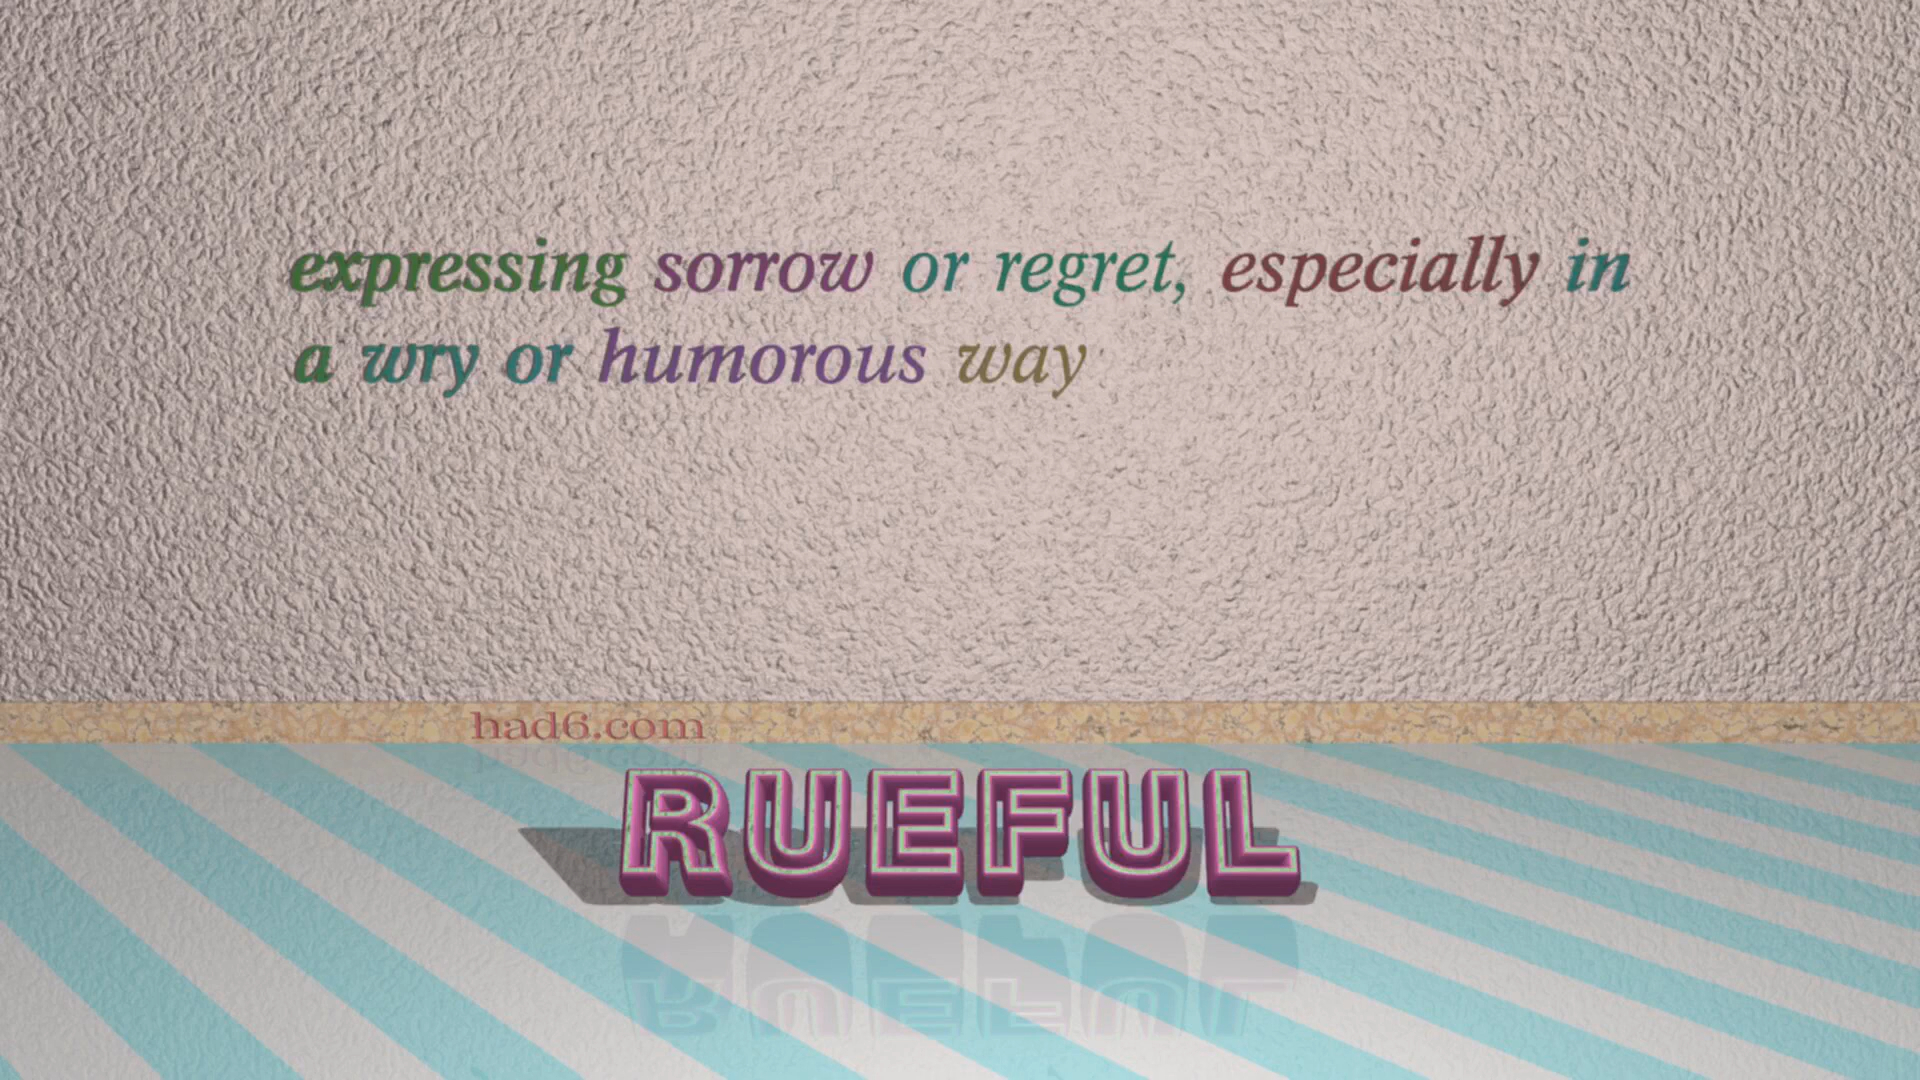 expressing sorrow or regret, especially in
a wry or humorous way
had6.com
RUEFUL